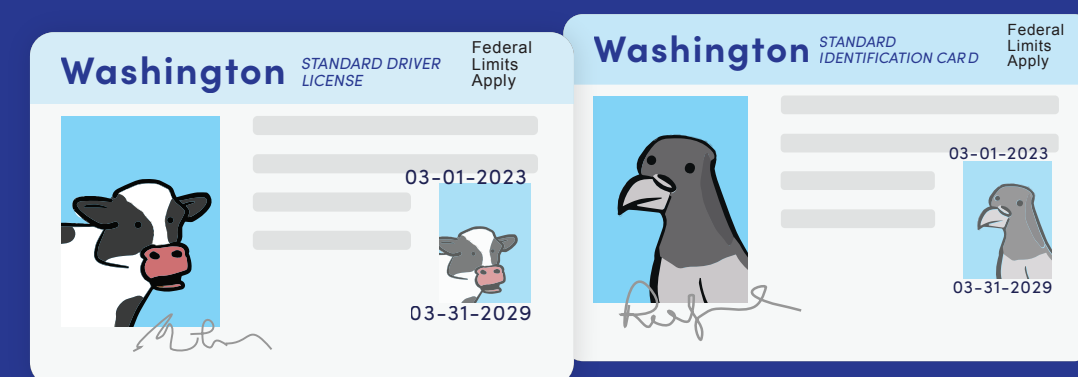 Washington
STANDARD DRIVER
LICENSE
Federal
Limits
Apply
03-01-2023
03-31-2029
Washington
STANDARD
IDENTIFICATION CARD
Federal
Limits
Apply
03-01-2023
03-31-2029